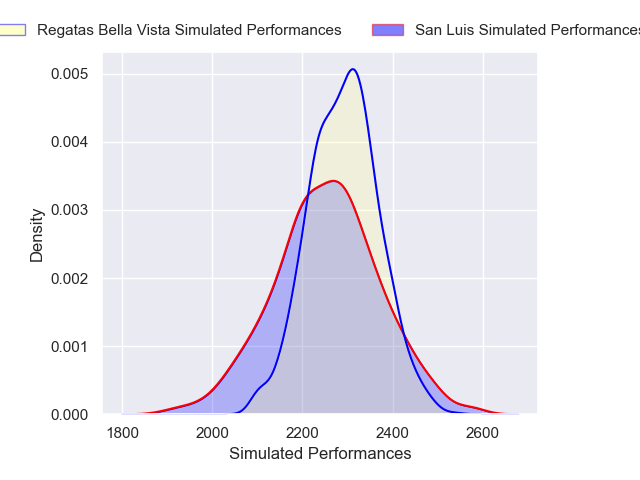 Regatas Bella Vista Simulated Performances
San Luis Simulated Performances
0.005
0.004
0.003
0.002
0.001
0.000
Density
1800
2000
2200
2400
2600
Simulated Performances